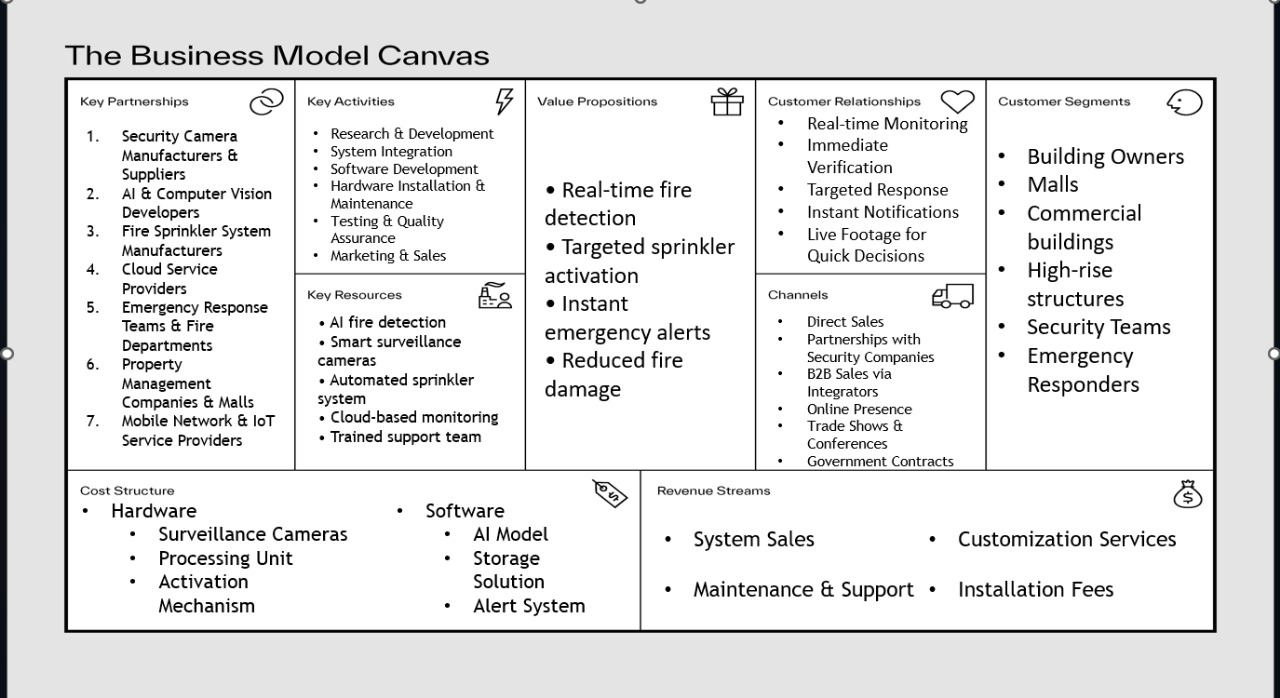 The Business Model Canvas
Key Partnerships
1. Security Camera
Manufacturers &
Suppliers
2. AI & Computer Vision
Developers
3. Fire Sprinkler System
Manufacturers
4. Cloud Service
Providers
5. Emergency Response
Teams & Fire
Departments
6. Property
Management
Companies & Malls
7. Mobile Network & IoT
Service Providers
Key Activities
• Research & Development
• System Integration
• Software Development
• Hardware Installation &
Maintenance
• Testing & Quality
Assurance
• Marketing & Sales
Key Resources
• AI fire detection
• Smart surveillance
cameras
• Automated sprinkler
system
• Cloud-based monitoring
• Trained support team
Value Propositions
• Real-time fire
detection
• Targeted sprinkler
activation
• Instant
emergency alerts
• Reduced fire
damage
Customer Relationships
• Real-time Monitoring
• Immediate
Verification
• Targeted Response
• Instant Notifications
• Live Footage for
Quick Decisions
Channels
• Direct Sales
• Partnerships with
Security Companies
• B2B Sales via
Integrators
• Online Presence
• Trade Shows &
Conferences
• Government Contracts
Customer Segments
• Building Owners
• Malls
• Commercial
buildings
• High-rise
structures
• Security Teams
• Emergency
Responders
Cost Structure
• Hardware
• Surveillance Cameras
• Processing Unit
• Activation
Mechanism
• Software
• AI Model
• Storage
Solution
• Alert System
Revenue Streams
• System Sales
• Maintenance & Support
• Customization Services
• Installation Fees